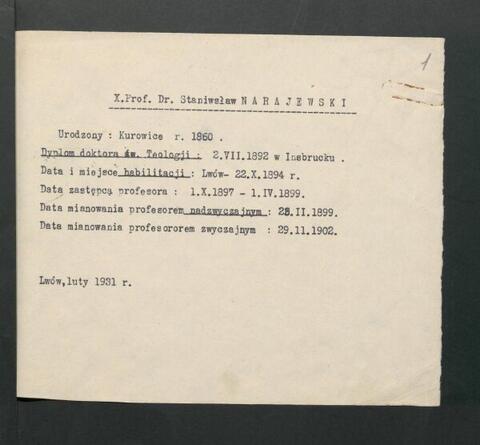 1
X.Prof. Dr. Staniwsław NARAJEWSKI
Urodzony : Kurowice r. 1860 .
Dyplom doktora św. Teologji : 2.VII.1892 w Insbrucku .
Data i miejsce habilitacji : Lwów- 22.X.1894 r.
Data zastępcą profesora : 1.X.1897 - 1.IV.1899.
Data mianowania profesorem nadzwyczajnym : 28.II.1899.
Data mianowania profesororem zwyczajnym : 29.11.1902.
Lwów,luty 1931 r.